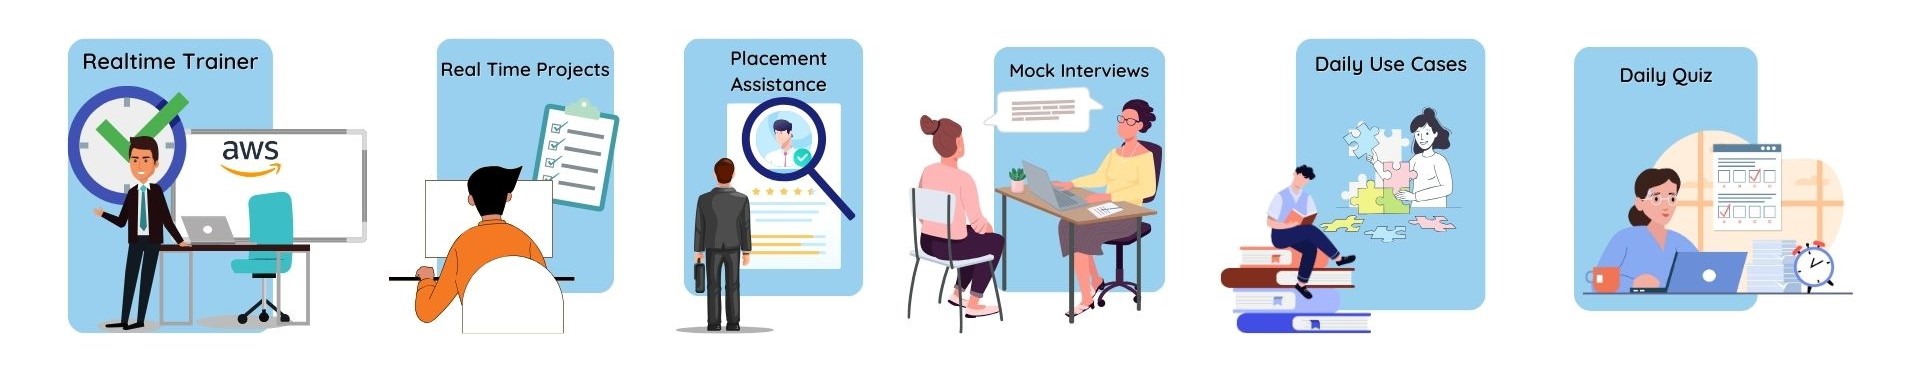 Realtime Trainer
aws
Real Time Projects
Placement
Assistance
Mock Interviews
Daily Use Cases
Daily Quiz